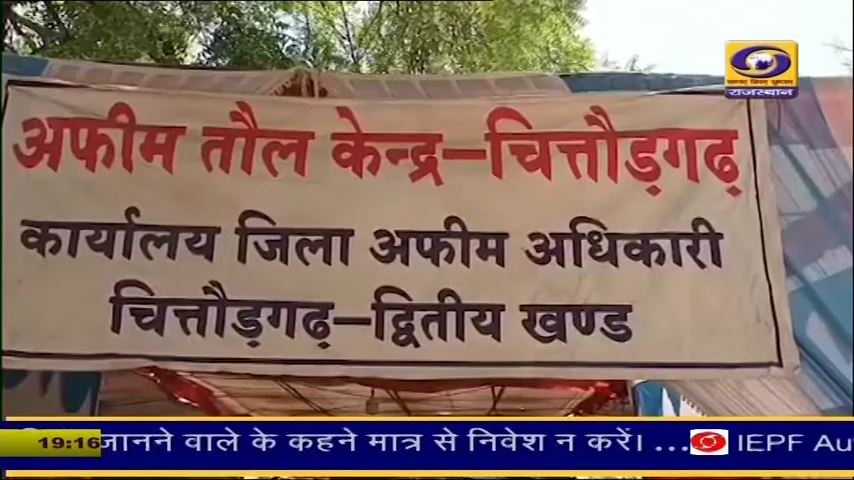 राजस्थान
अफीम तौल केन्द्र-चित्तौड़गढ़
कार्यालय जिला अफीम अधिकारी
चित्तौड़गढ़-द्वितीय खण्ड
19:16 जानने वाले के कहने मात्र से निवेश न करें। ... IEPF Au